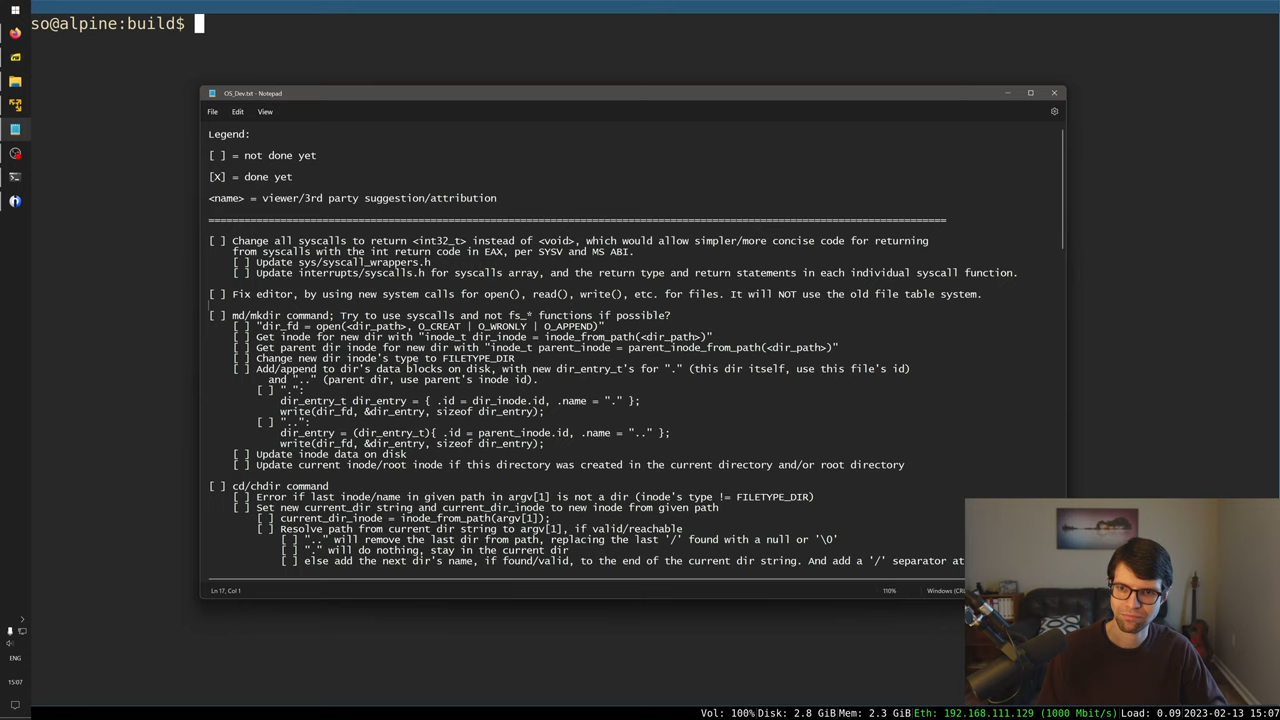 so@alpine:build$
OS_Dev.txt - Notepad
File Edit View
Legend:
[ ] = not done yet
[X] = done yet
<name> = viewer/3rd party suggestion/attribution
==============================================================================================================================
[ ] Change all syscalls to return <int32_t> instead of <void>, which would allow simpler/more concise code for returning
from syscalls with the int return code in EAX, per SYSV and MS ABI.
[ ] Update sys/syscall_wrappers.h
[ ] Update interrupts/syscalls.h for syscalls array, and the return type and return statements in each individual syscall function.
[ ] Fix editor, by using new system calls for open(), read(), write(), etc. for files. It will NOT use the old file table system.
[ ] md/mkdir command; Try to use syscalls and not fs_* functions if possible?
[ ] "dir_fd = open(<dir_path>, O_CREAT | O_WRONLY | O_APPEND)"
[ ] Get inode for new dir with "inode_t dir_inode = inode_from_path(<dir_path>)"
[ ] Get parent dir inode for new dir with "inode_t parent_inode = parent_inode_from_path(<dir_path>)"
[ ] Change new dir inode's type to FILETYPE_DIR
[ ] Add/append to dir's data blocks on disk, with new dir_entry_t's for "." (this dir itself, use this file's id)
and ".." (parent dir, use parent's inode id).
[ ] ".":
dir_entry_t dir_entry = { .id = dir_inode.id, .name = "." };
write(dir_fd, &dir_entry, sizeof dir_entry);
[ ] "..":
dir_entry = (dir_entry_t){ .id = parent_inode.id, .name = ".." };
write(dir_fd, &dir_entry, sizeof dir_entry);
[ ] Update inode data on disk
[ ] Update current inode/root inode if this directory was created in the current directory and/or root directory
[ ] cd/chdir command
[ ] Error if last inode/name in given path in argv[1] is not a dir (inode's type != FILETYPE_DIR)
[ ] Set new current_dir string and current_dir_inode to new inode from given path
[ ] current_dir_inode = inode_from_path(argv[1]);
[ ] Resolve path from current dir string to argv[1], if valid/reachable
[ ] ".." will remove the last dir from path, replacing the last '/' found with a null or '\0'
[ ] "." will do nothing, stay in the current dir
[ ] else add the next dir's name, if found/valid, to the end of the current dir string. And add a '/' separator at
Ln 17, Col 1 110% Windows (CRL
ENG
15:07
Vol: 100% Disk: 2.8 GiB Mem: 2.3 GiB Eth: 192.168.111.129 (1000 Mbit/s) Load: 0.09 2023-02-13 15:07